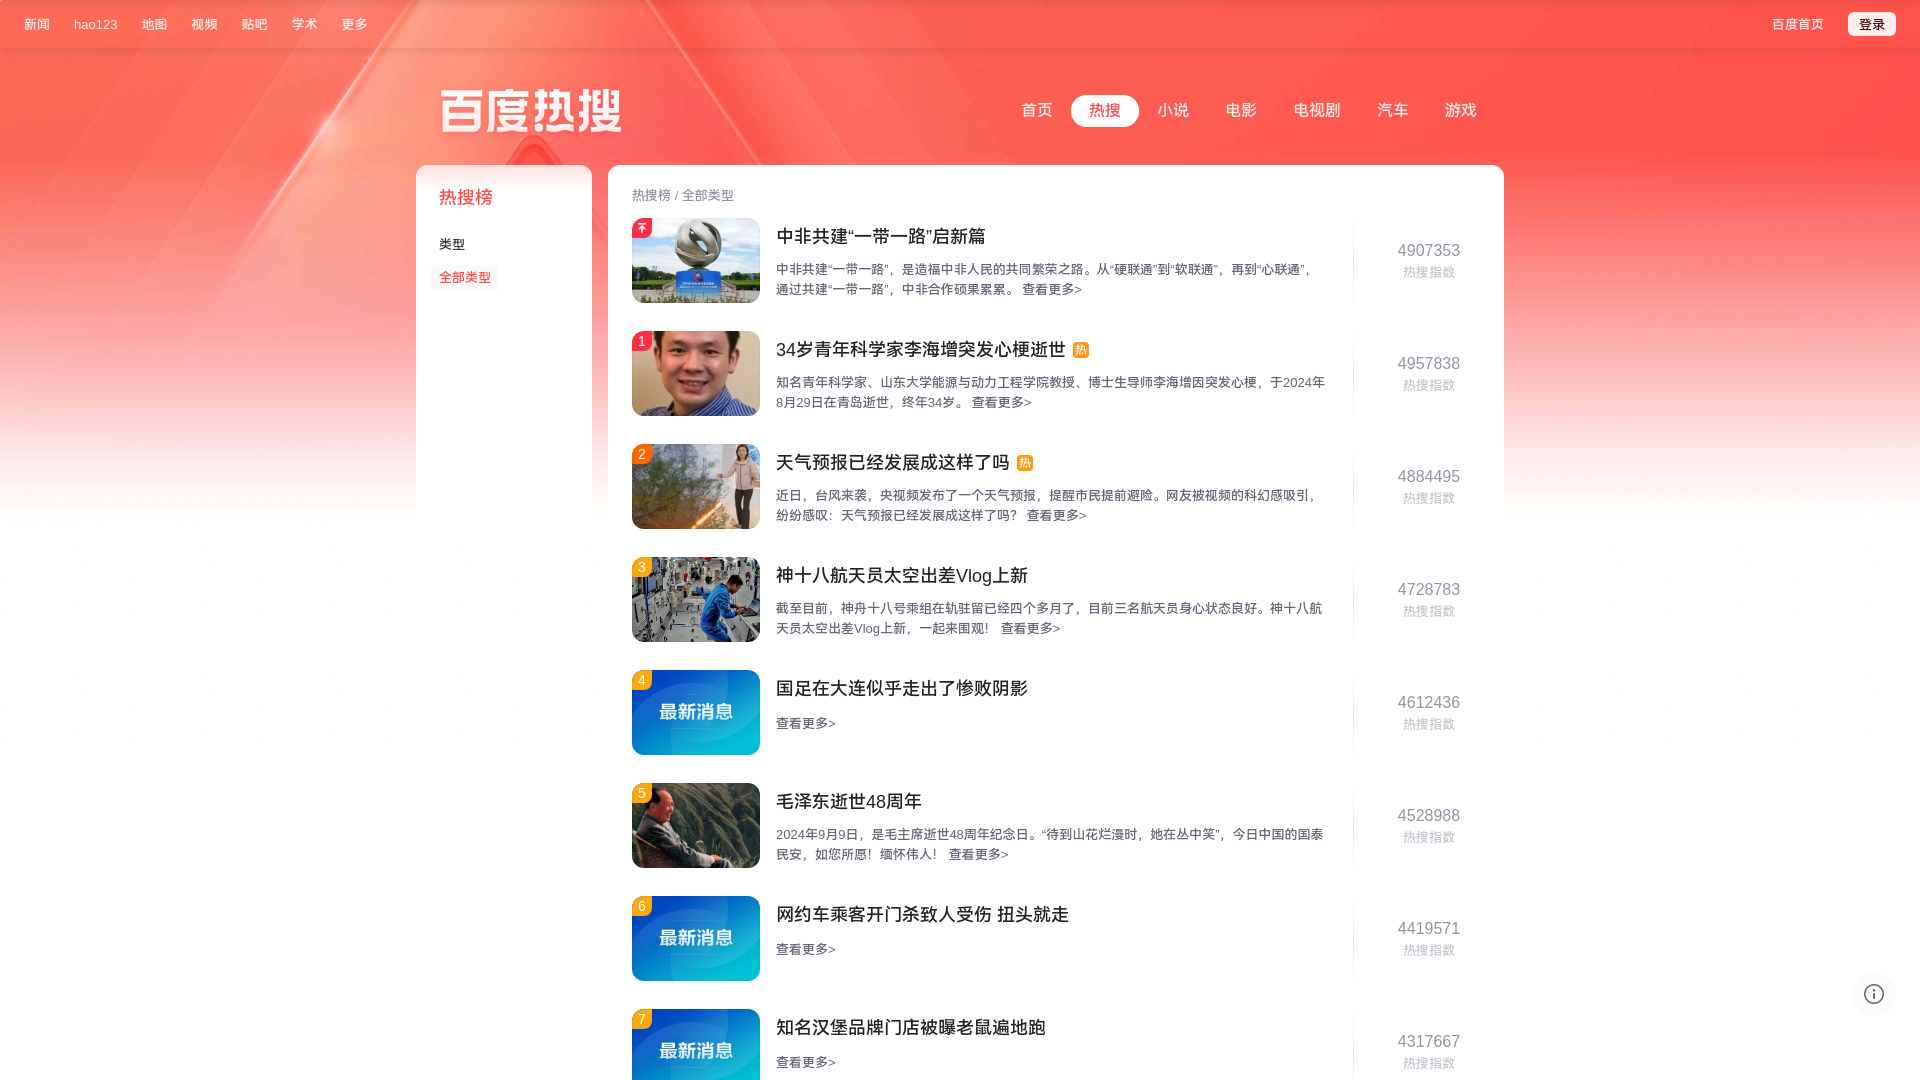 新闻 hao123 地图 视频 贴吧 学术 更多 百度首页 登录
百度热搜
首页 热搜 小说 电影 电视剧 汽车 游戏
热搜榜
类型
全部类型
热搜榜 / 全部类型
中非共建“一带一路”启新篇
中非共建“一带一路”，是造福中非人民的共同繁荣之路。从“硬联通”到“软联通”，再到“心联通”，
通过共建“一带一路”，中非合作硕果累累。 查看更多>
4907353
热搜指数
1
34岁青年科学家李海增突发心梗逝世 热
知名青年科学家、山东大学能源与动力工程学院教授、博士生导师李海增因突发心梗，于2024年
8月29日在青岛逝世，终年34岁。 查看更多>
4957838
热搜指数
2
天气预报已经发展成这样了吗 热
近日，台风来袭，央视频发布了一个天气预报，提醒市民提前避险。网友被视频的科幻感吸引，
纷纷感叹：天气预报已经发展成这样了吗？ 查看更多>
4884495
热搜指数
3
神十八航天员太空出差Vlog上新
截至目前，神舟十八号乘组在轨驻留已经四个多月了，目前三名航天员身心状态良好。神十八航
天员太空出差Vlog上新，一起来围观！ 查看更多>
4728783
热搜指数
4
最新消息
国足在大连似乎走出了惨败阴影
查看更多>
4612436
热搜指数
5
毛泽东逝世48周年
2024年9月9日，是毛主席逝世48周年纪念日。“待到山花烂漫时，她在丛中笑”，今日中国的国泰
民安，如您所愿！缅怀伟人！ 查看更多>
4528988
热搜指数
6
最新消息
网约车乘客开门杀致人受伤 扭头就走
查看更多>
4419571
热搜指数
7
最新消息
知名汉堡品牌门店被曝老鼠遍地跑
查看更多>
4317667
热搜指数